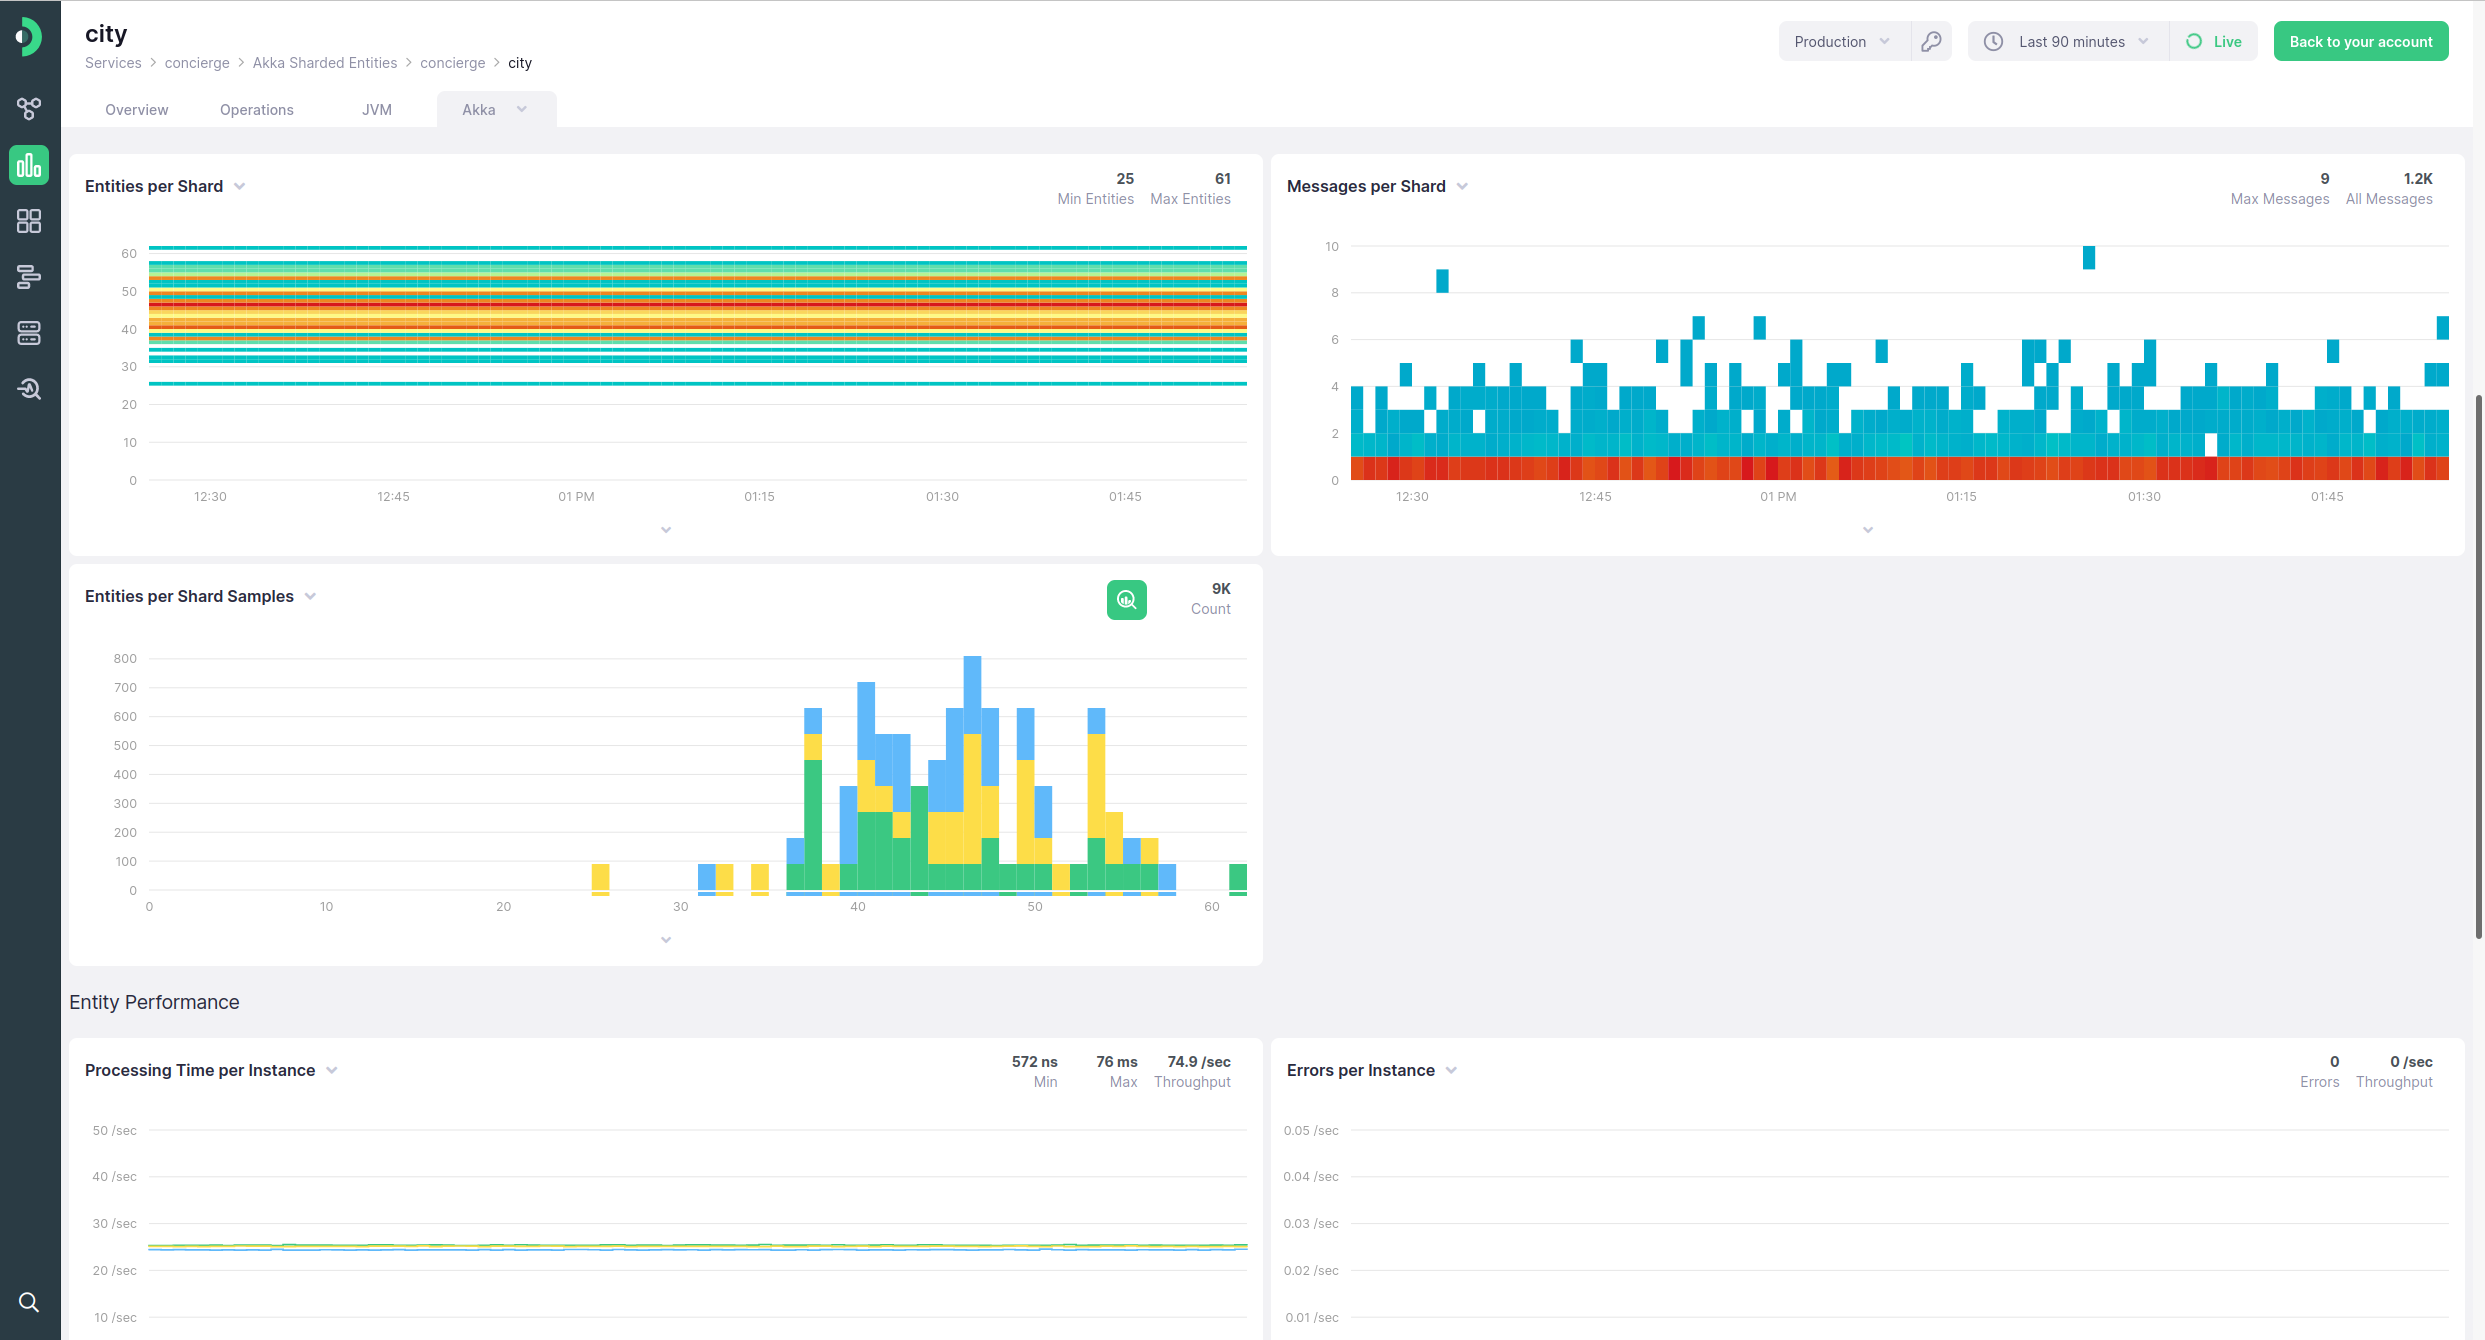 city
Services > concierge > Akka Sharded Entities > concierge > city
Production
Last 90 minutes
Live
Back to your account
Overview
Operations
JVM
Akka
Entities per Shard
25
Min Entities
61
Max Entities
60
50
40
30
20
10
0
12:30
12:45
01 PM
01:15
01:30
01:45
Messages per Shard
9
Max Messages
1.2K
All Messages
10
8
6
4
2
0
12:30
12:45
01 PM
01:15
01:30
01:45
Entities per Shard Samples
9K
Count
800
700
600
500
400
300
200
100
0
0
10
20
30
40
50
60
Entity Performance
Processing Time per Instance
572 ns
Min
76 ms
Max
74.9 /sec
Throughput
50 /sec
40 /sec
30 /sec
20 /sec
10 /sec
Errors per Instance
0
Errors
0 /sec
Throughput
0.05 /sec
0.04 /sec
0.03 /sec
0.02 /sec
0.01 /sec